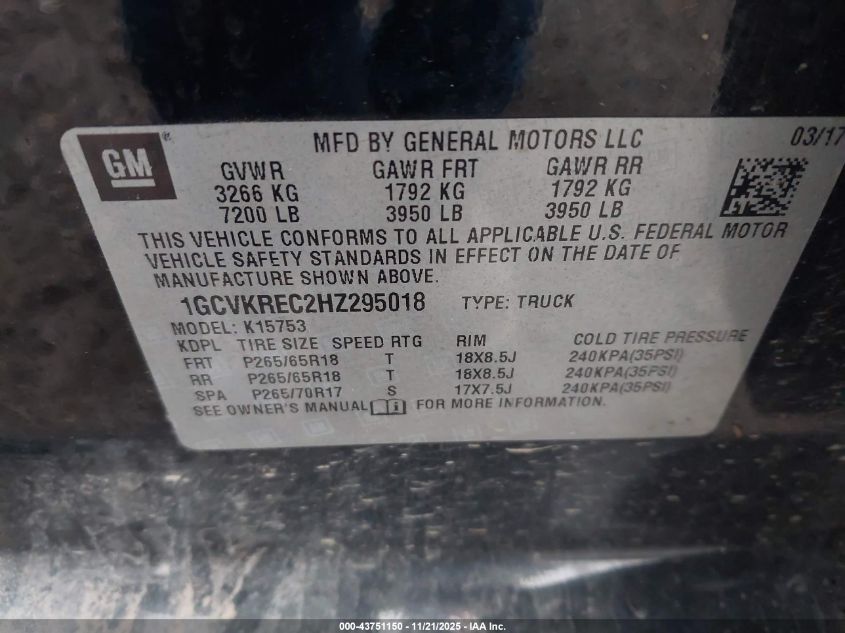 GM
MFD BY GENERAL MOTORS LLC 03/17
GVWR GAWR FRT GAWR RR
3266 KG 1792 KG 1792 KG
7200 LB 3950 LB 3950 LB
THIS VEHICLE CONFORMS TO ALL APPLICABLE U.S. FEDERAL MOTOR
VEHICLE SAFETY STANDARDS IN EFFECT ON THE DATE OF
MANUFACTURE SHOWN ABOVE.
1GCVKREC2HZ295018 TYPE: TRUCK
MODEL: K15753
KDPL TIRE SIZE SPEED RTG RIM COLD TIRE PRESSURE
FRT P265/65R18 T 18X8.5J 240KPA(35PSI)
RR P265/65R18 T 18X8.5J 240KPA(35PSI)
SPA P265/70R17 S 17X7.5J 240KPA(35PSI)
SEE OWNER'S MANUAL FOR MORE INFORMATION.
000-43751150 - 11/21/2025 - IAAI.COM